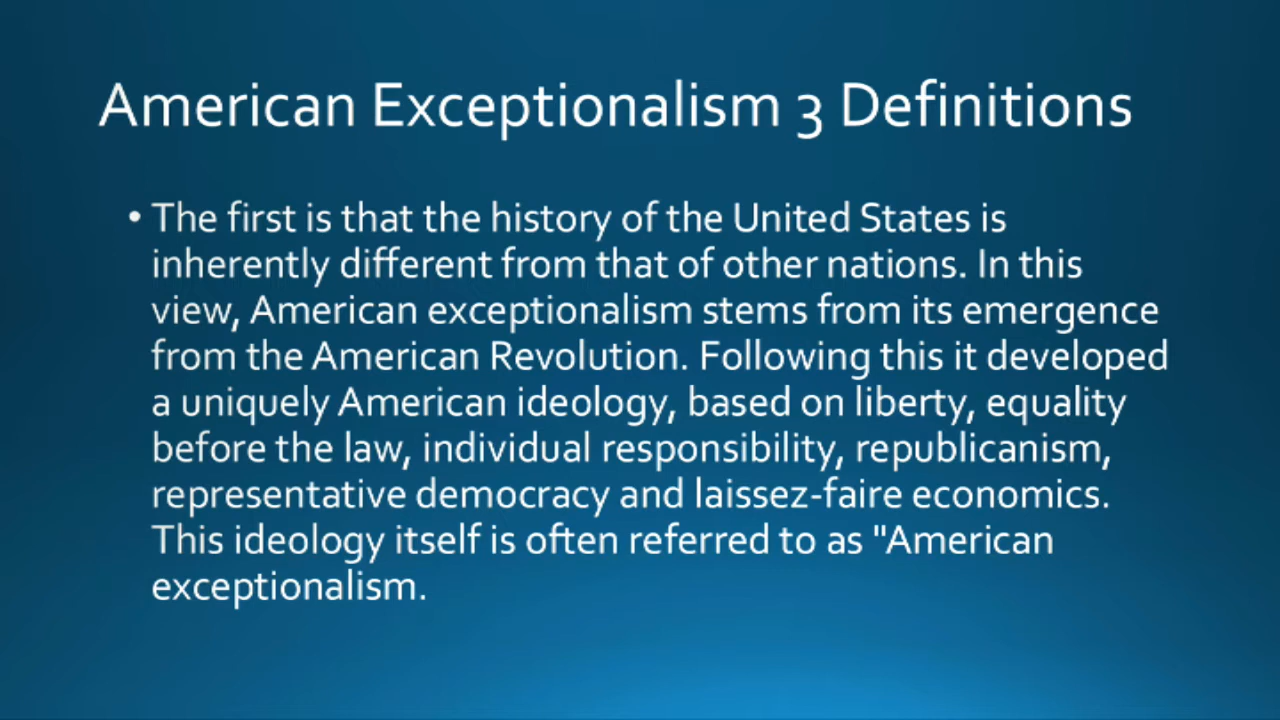 American Exceptionalism 3 Definitions
• The first is that the history of the United States is
inherently different from that of other nations. In this
view, American exceptionalism stems from its emergence
from the American Revolution. Following this it developed
a uniquely American ideology, based on liberty, equality
before the law, individual responsibility, republicanism,
representative democracy and laissez-faire economics.
This ideology itself is often referred to as "American
exceptionalism.